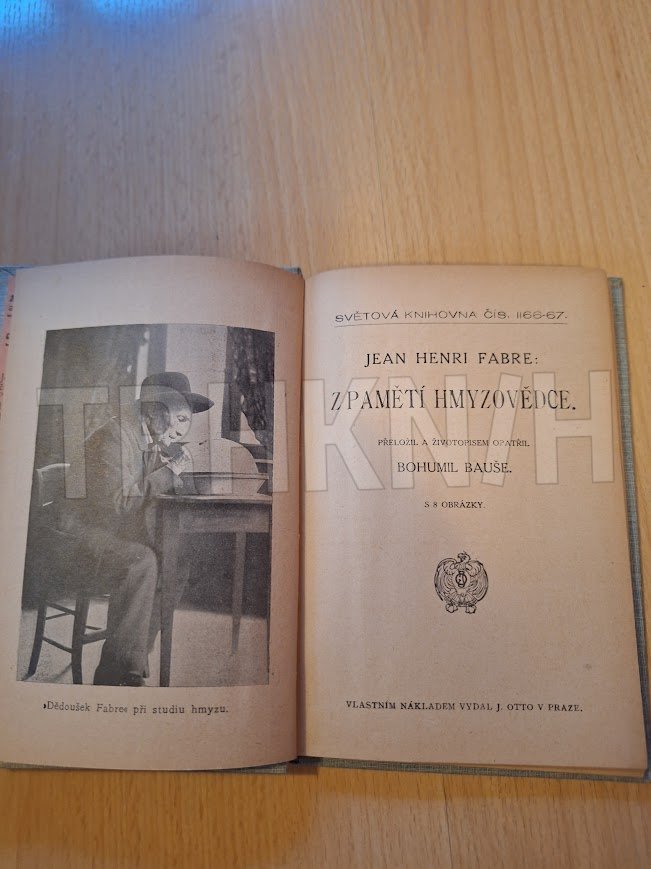 »Dědoušek Fabre« při studiu hmyzu.
SVĚTOVÁ KNIHOVNA ČÍS. 1166-67.
JEAN HENRI FABRE:
Z PAMĚTÍ HMYZOVĚDCE.
PŘELOŽIL A ŽIVOTOPISEM OPATŘIL
BOHUMIL BAUŠE.
S 8 OBRÁZKY.
VLASTNÍM NÁKLADEM VYDAL J. OTTO V PRAZE.